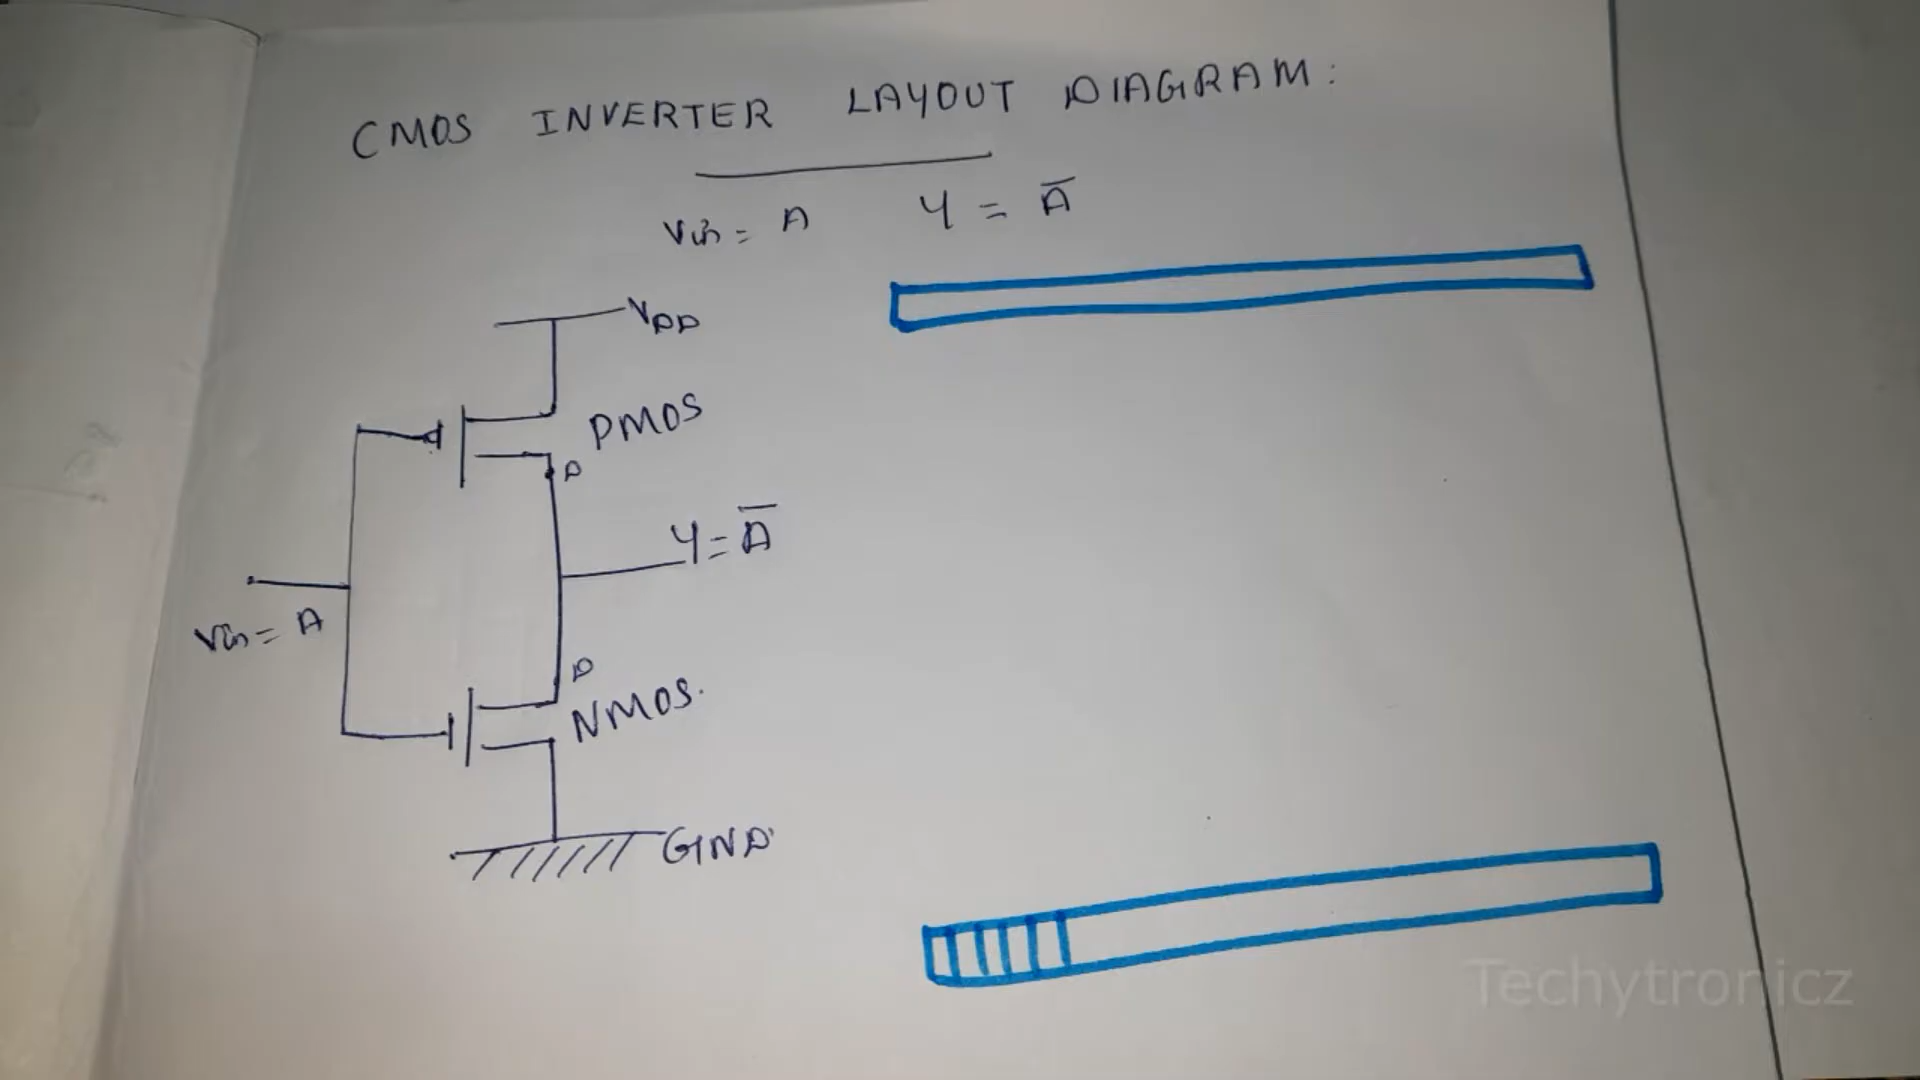 CMOS INVERTER LAYOUT DIAGRAM:
Vin = A Y = A̅
VDD
PMOS
D
Y = A̅
Vin = A
D
NMOS.
GND
Techytronicz